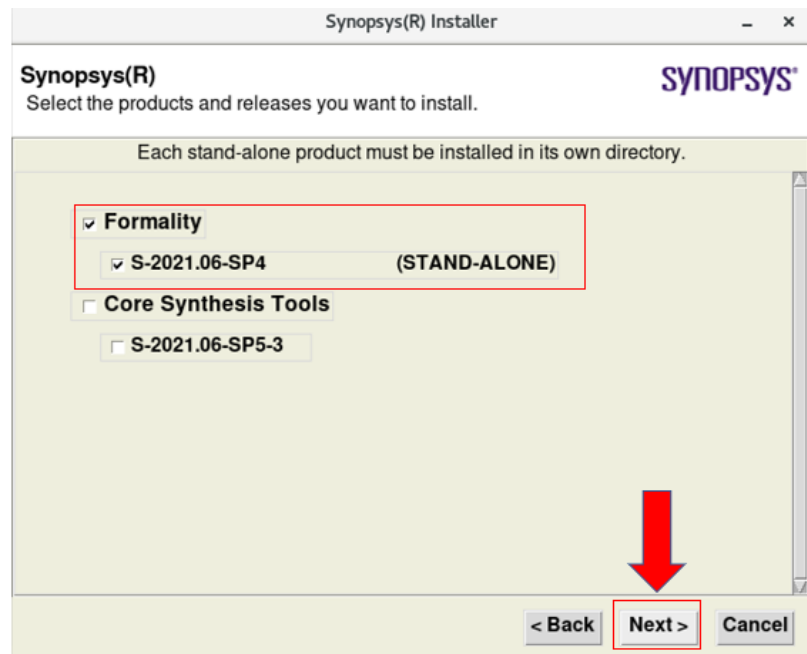 Synopsys(R) Installer
Synopsys(R)
SYNOPSYS®
Select the products and releases you want to install.
Each stand-alone product must be installed in its own directory.
Formality
S-2021.06-SP4 (STAND-ALONE)
Core Synthesis Tools
S-2021.06-SP5-3
< Back Next > Cancel